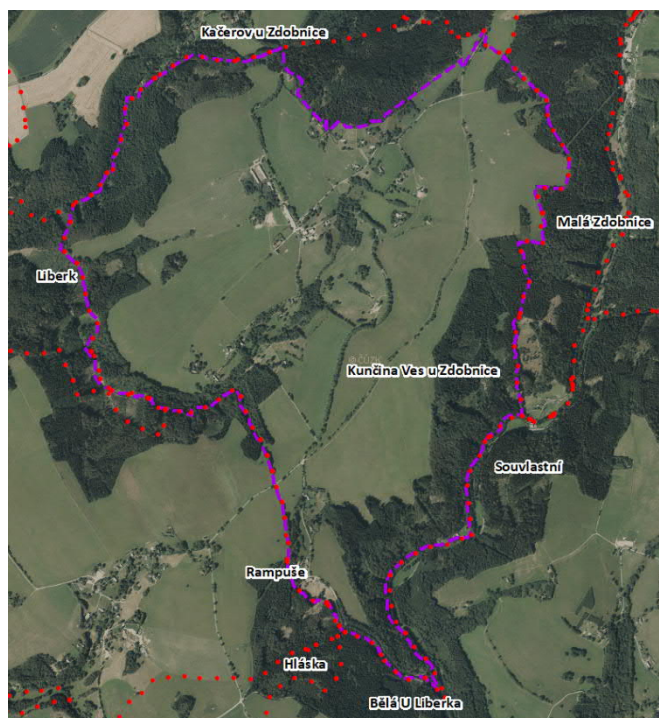 Kačerov u Zdobnice
Malá Zdobnice
Liberk
Kunčina Ves u Zdobnice
Souvlastní
Rampuše
Hláska
Bělá U Liberka